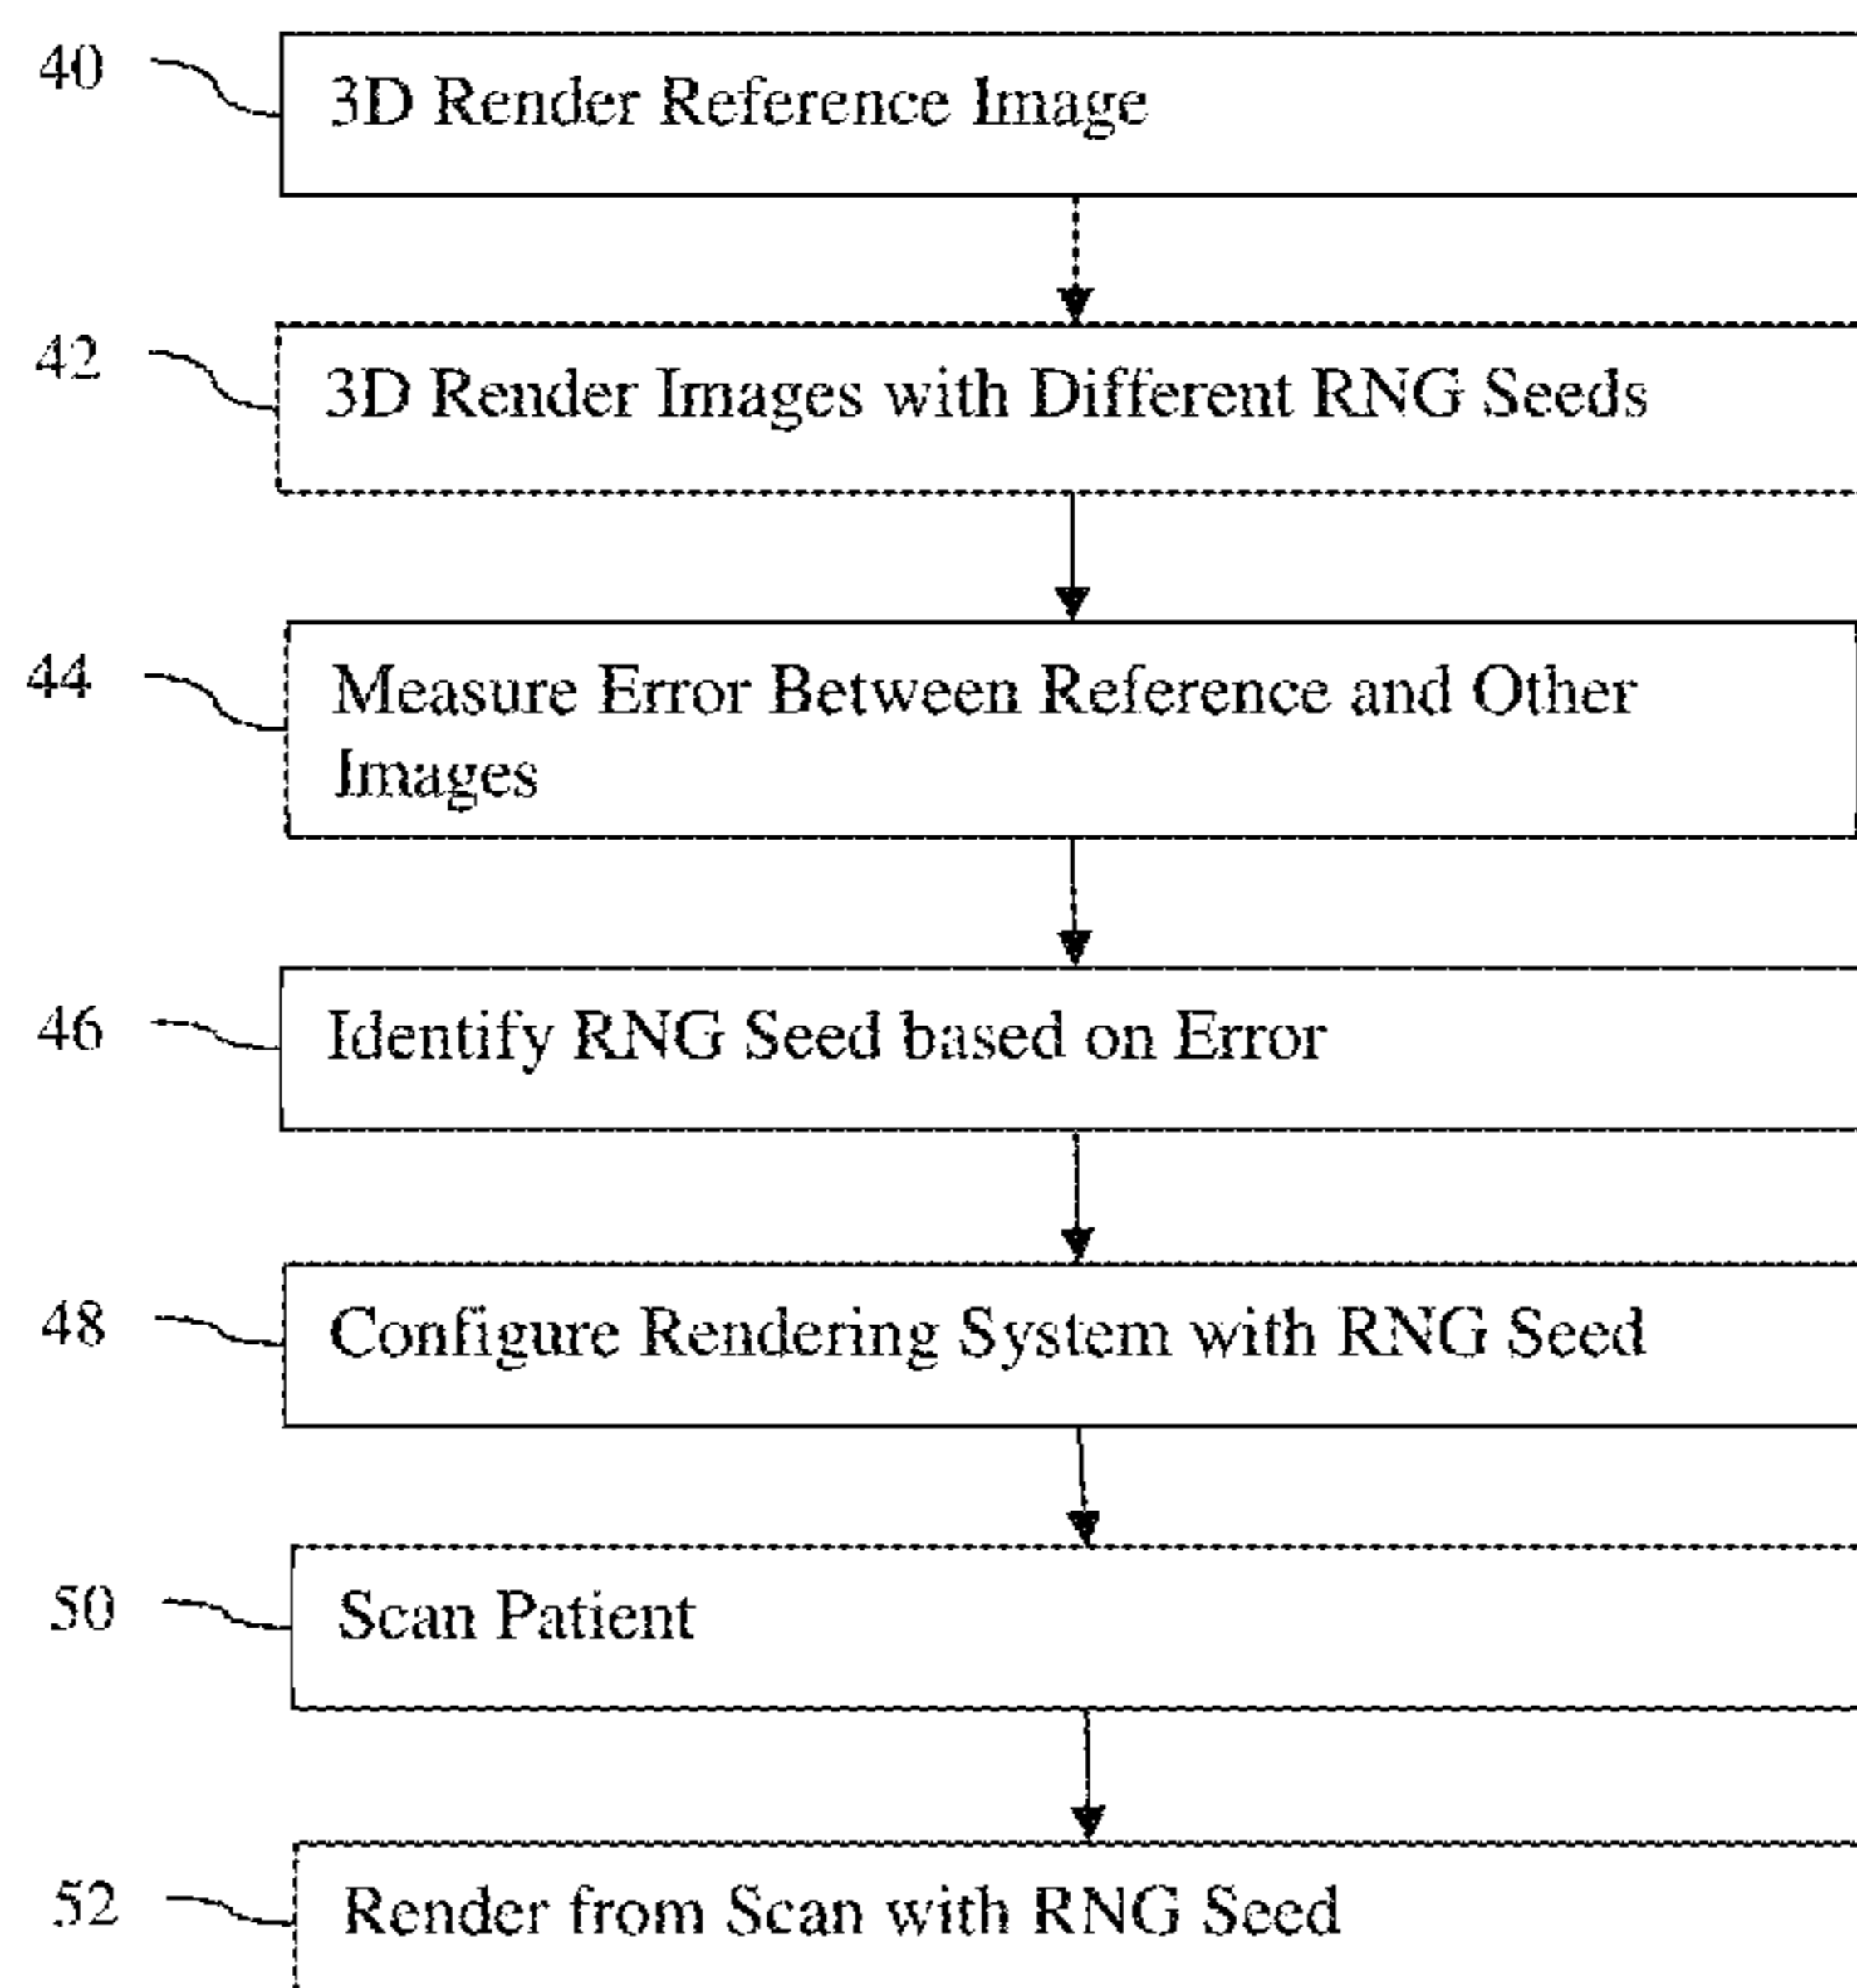 40
3D Render Reference Image
42
3D Render Images with Different RNG Seeds
44
Measure Error Between Reference and Other
Images
46
Identify RNG Seed based on Error
48
Configure Rendering System with RNG Seed
50
Scan Patient
52
Render from Scan with RNG Seed